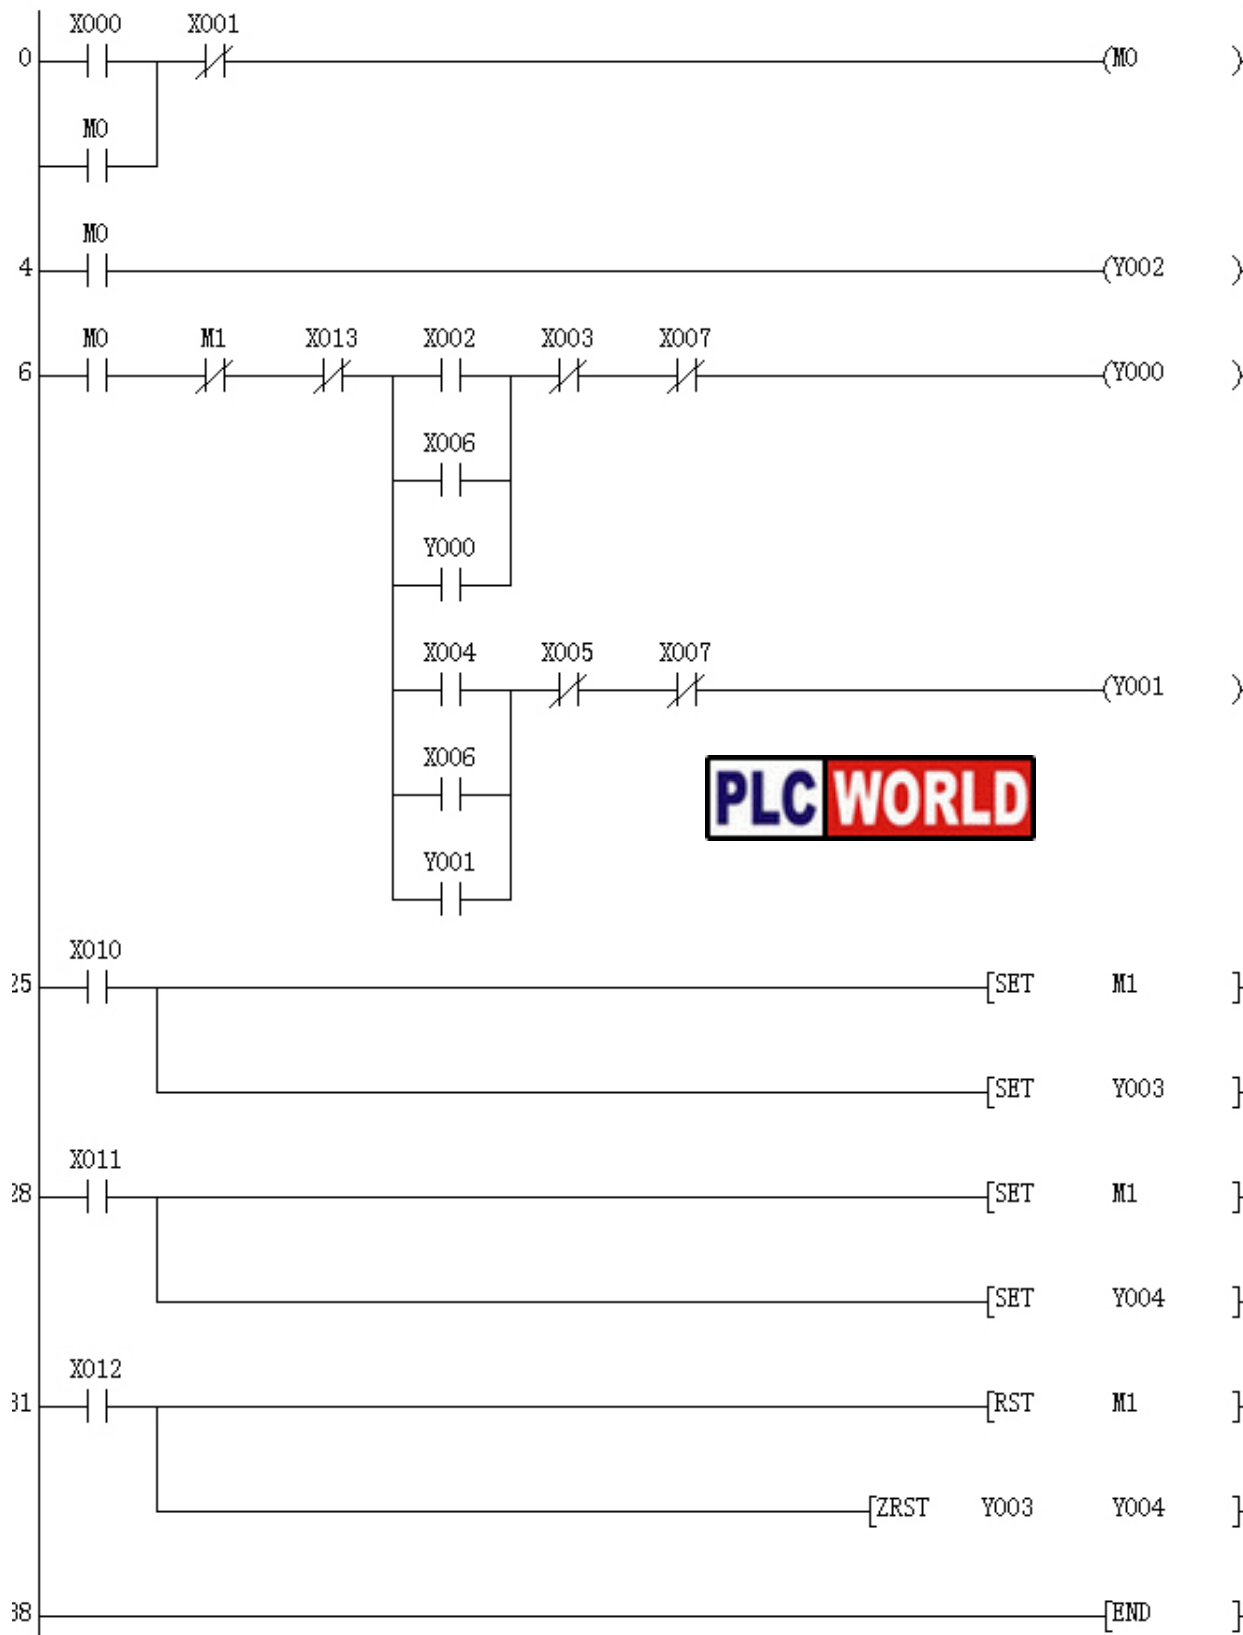 X000 X001
0 (M0 )
M0
M0
4 (Y002 )
M0 M1 X013 X002 X003 X007
6 (Y000 )
X006
Y000
X004 X005 X007
(Y001 )
X006
PLC WORLD
Y001
X010
25 [SET M1 ]
[SET Y003 ]
X011
28 [SET M1 ]
[SET Y004 ]
X012
31 [RST M1 ]
[ZRST Y003 Y004 ]
38 [END ]